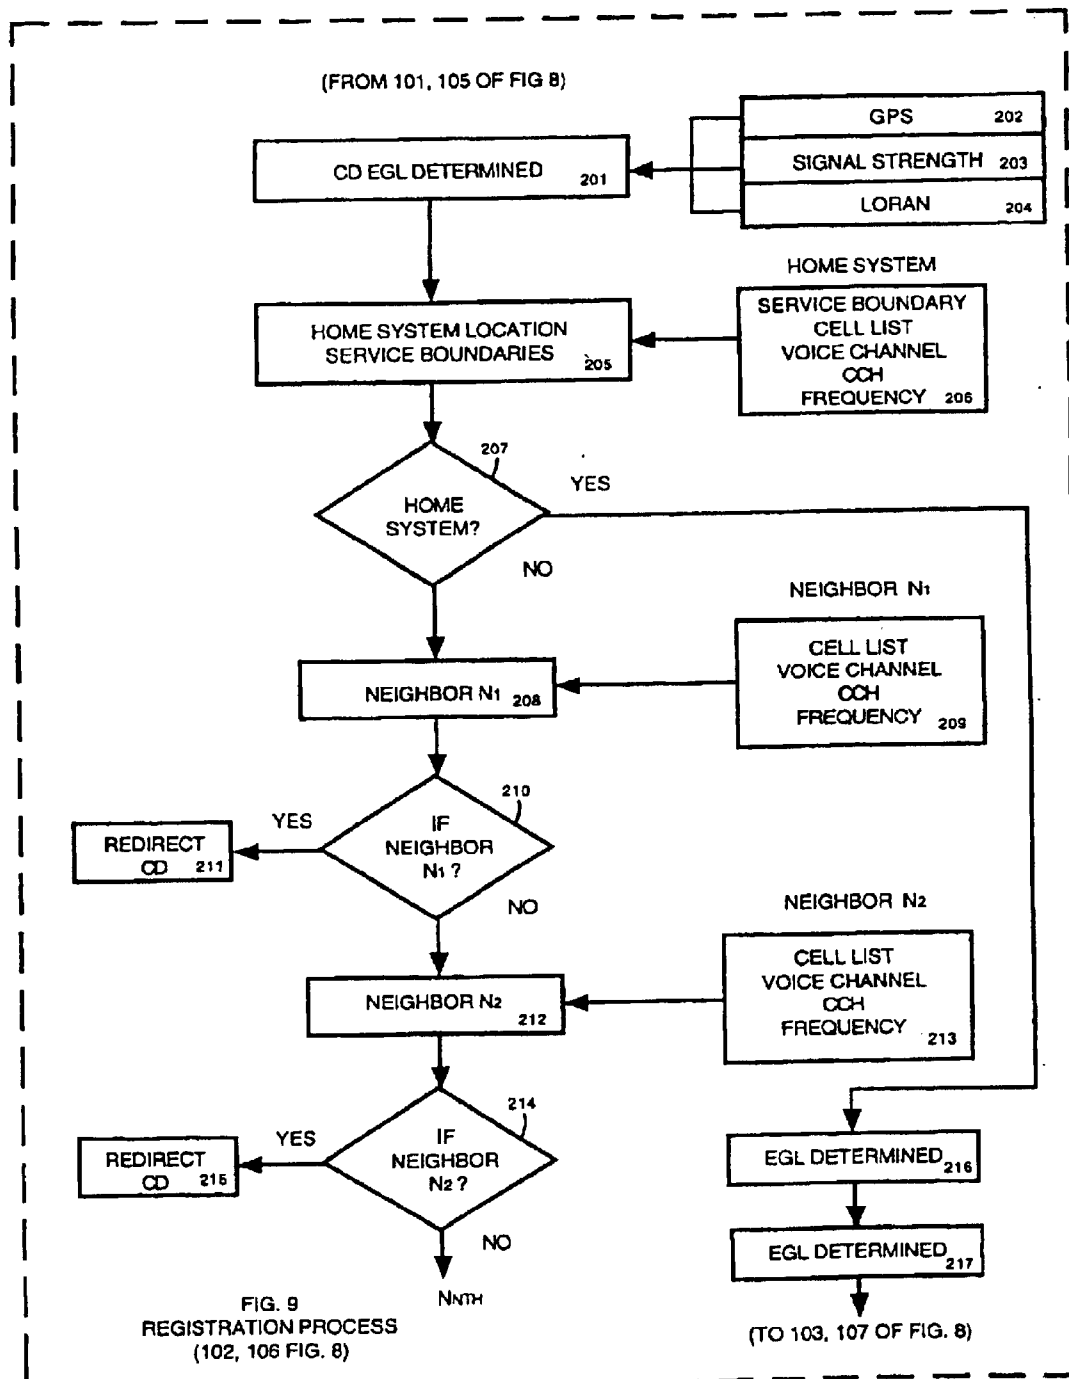 (FROM 101, 105 OF FIG 8)
GPS 202
CD EGL DETERMINED 201
SIGNAL STRENGTH 203
LORAN 204
HOME SYSTEM
SERVICE BOUNDARY
CELL LIST
VOICE CHANNEL
CCH
FREQUENCY 206
HOME SYSTEM LOCATION
SERVICE BOUNDARIES 205
207
YES
HOME
SYSTEM?
NO
NEIGHBOR N1
CELL LIST
VOICE CHANNEL
CCH
FREQUENCY 209
NEIGHBOR N1 208
210
YES
IF
NEIGHBOR
N1 ?
REDIRECT
CD 211
NO
NEIGHBOR N2
CELL LIST
VOICE CHANNEL
CCH
FREQUENCY 213
NEIGHBOR N2
212
214
YES
IF
NEIGHBOR
N2 ?
REDIRECT
CD 215
NO
NNTH
EGL DETERMINED 216
EGL DETERMINED 217
(TO 103, 107 OF FIG. 8)
FIG. 9
REGISTRATION PROCESS
(102, 106 FIG. 8)